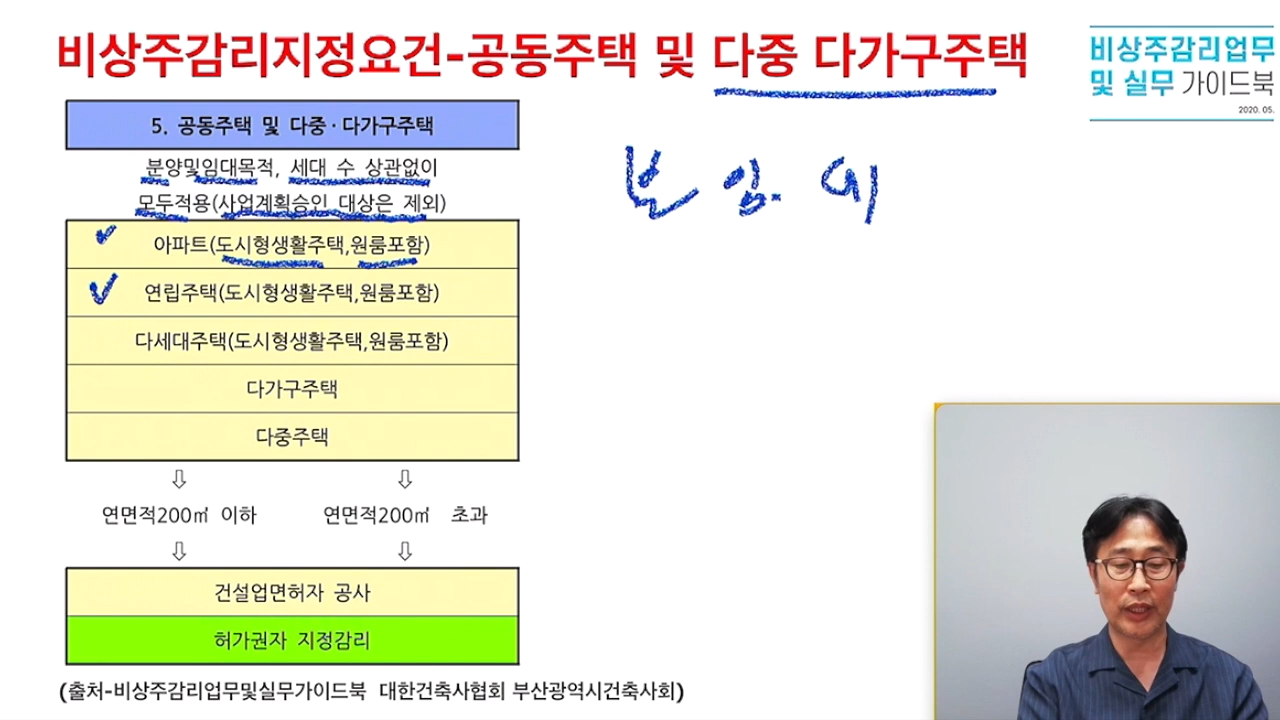 비상주감리지정요건-공동주택 및 다중 다가구주택
비상주감리업무
및 실무 가이드북
2020. 05.
5. 공동주택 및 다중·다가구주택
분양및임대목적, 세대 수 상관없이
모두적용(사업계획승인 대상은 제외)
분 임. 대
아파트(도시형생활주택,원룸포함)
연립주택(도시형생활주택,원룸포함)
다세대주택(도시형생활주택,원룸포함)
다가구주택
다중주택
연면적200㎡ 이하
연면적200㎡ 초과
건설업면허자 공사
허가권자 지정감리
(출처-비상주감리업무및실무가이드북 대한건축사협회 부산광역시건축사회)